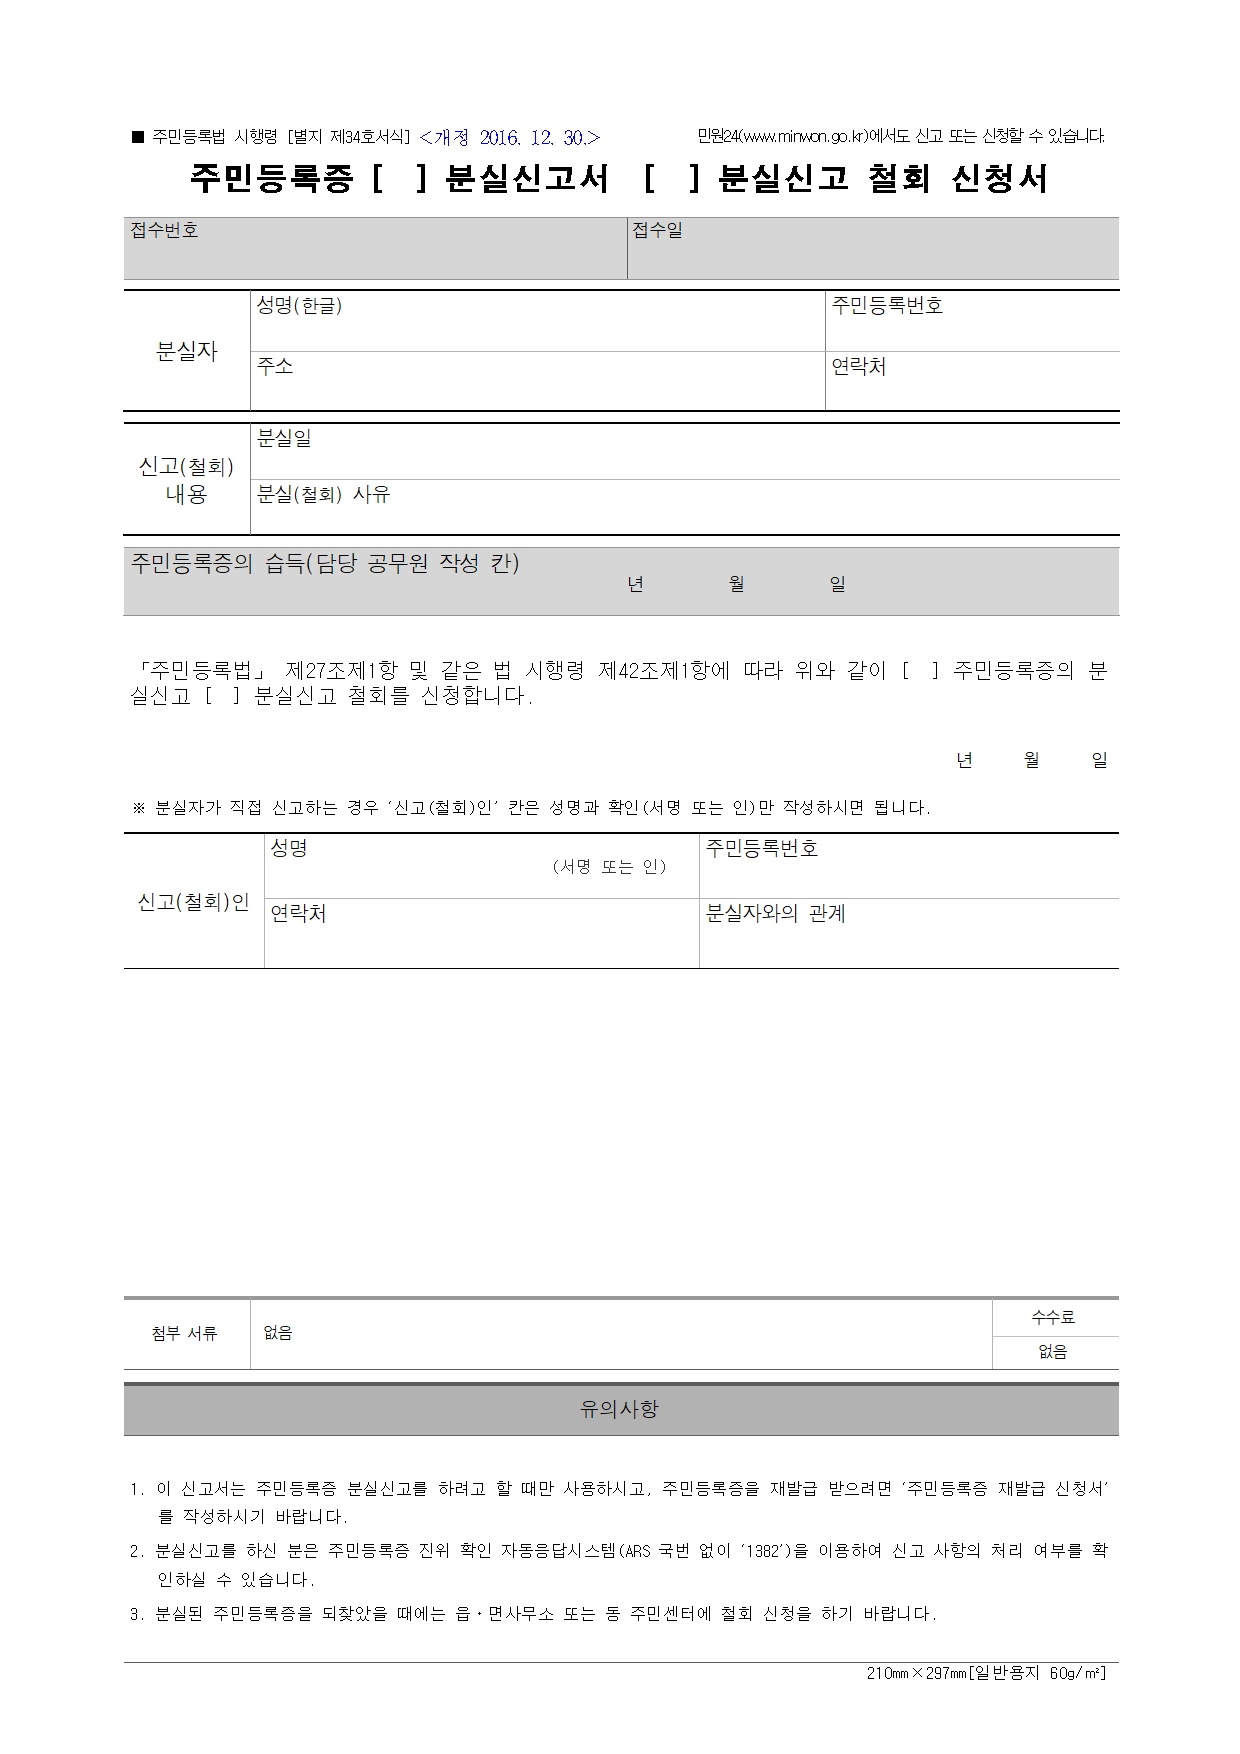 ■ 주민등록법 시행령 [별지 제34호서식] <개정 2016. 12. 30.> 민원24(www.minwon.go.kr)에서도 신고 또는 신청할 수 있습니다.
주민등록증 [ ] 분실신고서 [ ] 분실신고 철회 신청서
접수번호 접수일
분실자
성명(한글) 주민등록번호
주소 연락처
신고(철회)
내용
분실일
분실(철회) 사유
주민등록증의 습득(담당 공무원 작성 칸)
년 월 일
「주민등록법」 제27조제1항 및 같은 법 시행령 제42조제1항에 따라 위와 같이 [ ] 주민등록증의 분
실신고 [ ] 분실신고 철회를 신청합니다.
년 월 일
※ 분실자가 직접 신고하는 경우 ‘신고(철회)인’ 칸은 성명과 확인(서명 또는 인)만 작성하시면 됩니다.
신고(철회)인
성명 (서명 또는 인) 주민등록번호
연락처 분실자와의 관계
첨부 서류 없음 수수료
없음
유의사항
1. 이 신고서는 주민등록증 분실신고를 하려고 할 때만 사용하시고, 주민등록증을 재발급 받으려면 ‘주민등록증 재발급 신청서’
를 작성하시기 바랍니다.
2. 분실신고를 하신 분은 주민등록증 진위 확인 자동응답시스템(ARS 국번 없이 ‘1382’)을 이용하여 신고 사항의 처리 여부를 확
인하실 수 있습니다.
3. 분실된 주민등록증을 되찾았을 때에는 읍·면사무소 또는 동 주민센터에 철회 신청을 하기 바랍니다.
210㎜×297㎜[일반용지 60g/㎡]